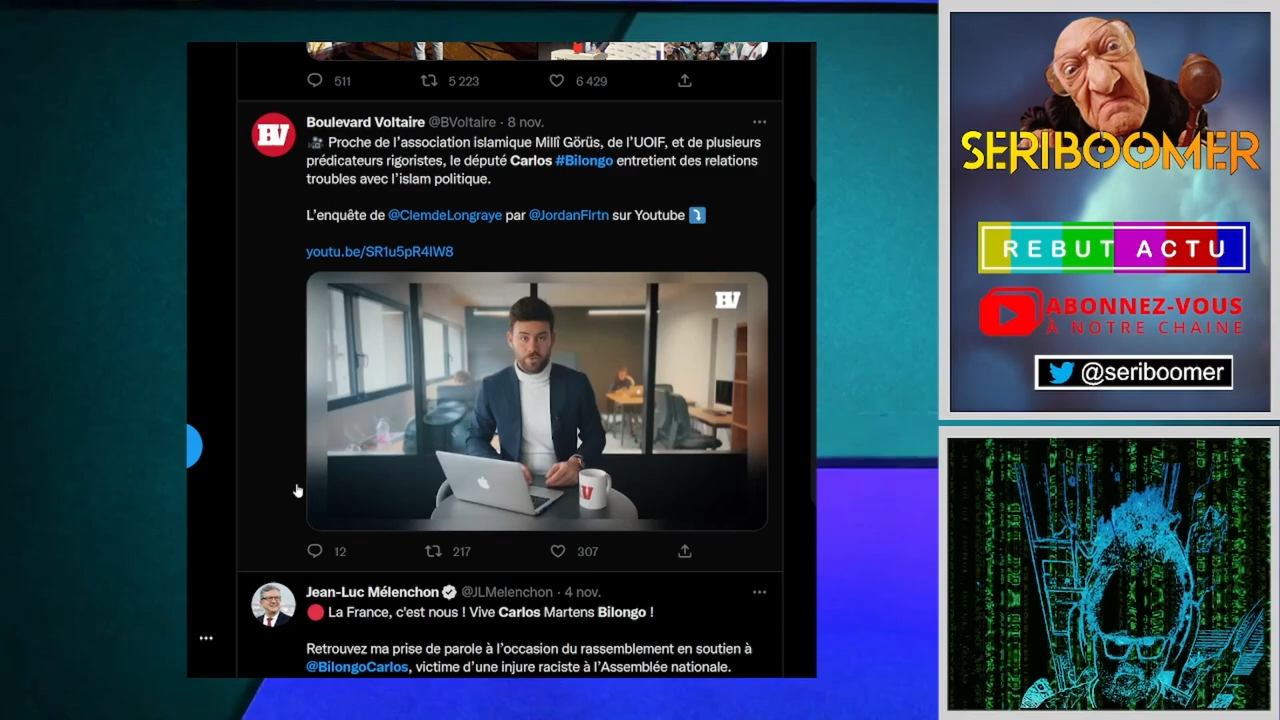 511 5 223 6 429
BV Boulevard Voltaire @BVoltaire · 8 nov.
Proche de l'association islamique Millî Görüs, de l'UOIF, et de plusieurs
prédicateurs rigoristes, le député Carlos #Bilongo entretient des relations
troubles avec l'islam politique.
L'enquête de @ClemdeLongraye par @JordanFlrtn sur Youtube
youtu.be/SR1u5pR4IW8
BV
12 217 307
Jean-Luc Mélenchon @JLMelenchon · 4 nov.
La France, c'est nous ! Vive Carlos Martens Bilongo !
Retrouvez ma prise de parole à l'occasion du rassemblement en soutien à
@BilongoCarlos, victime d'une injure raciste à l'Assemblée nationale.
SERIBOOMER
REBUT ACTU
ABONNEZ-VOUS
À NOTRE CHAINE
@seriboomer